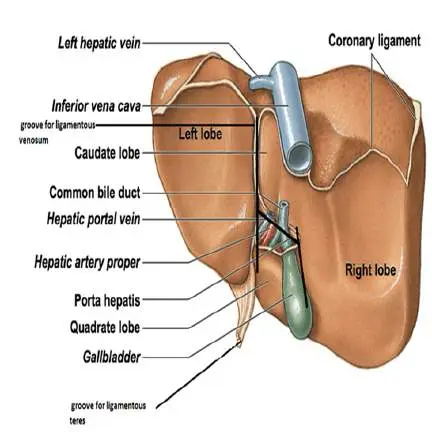 Left hepatic vein
Coronary ligament
Inferior vena cava
groove for ligamentous
venosum
Left lobe
Caudate lobe
Common bile duct
Hepatic portal vein
Hepatic artery proper
Right lobe
Porta hepatis
Quadrate lobe
Gallbladder
groove for ligamentous
teres